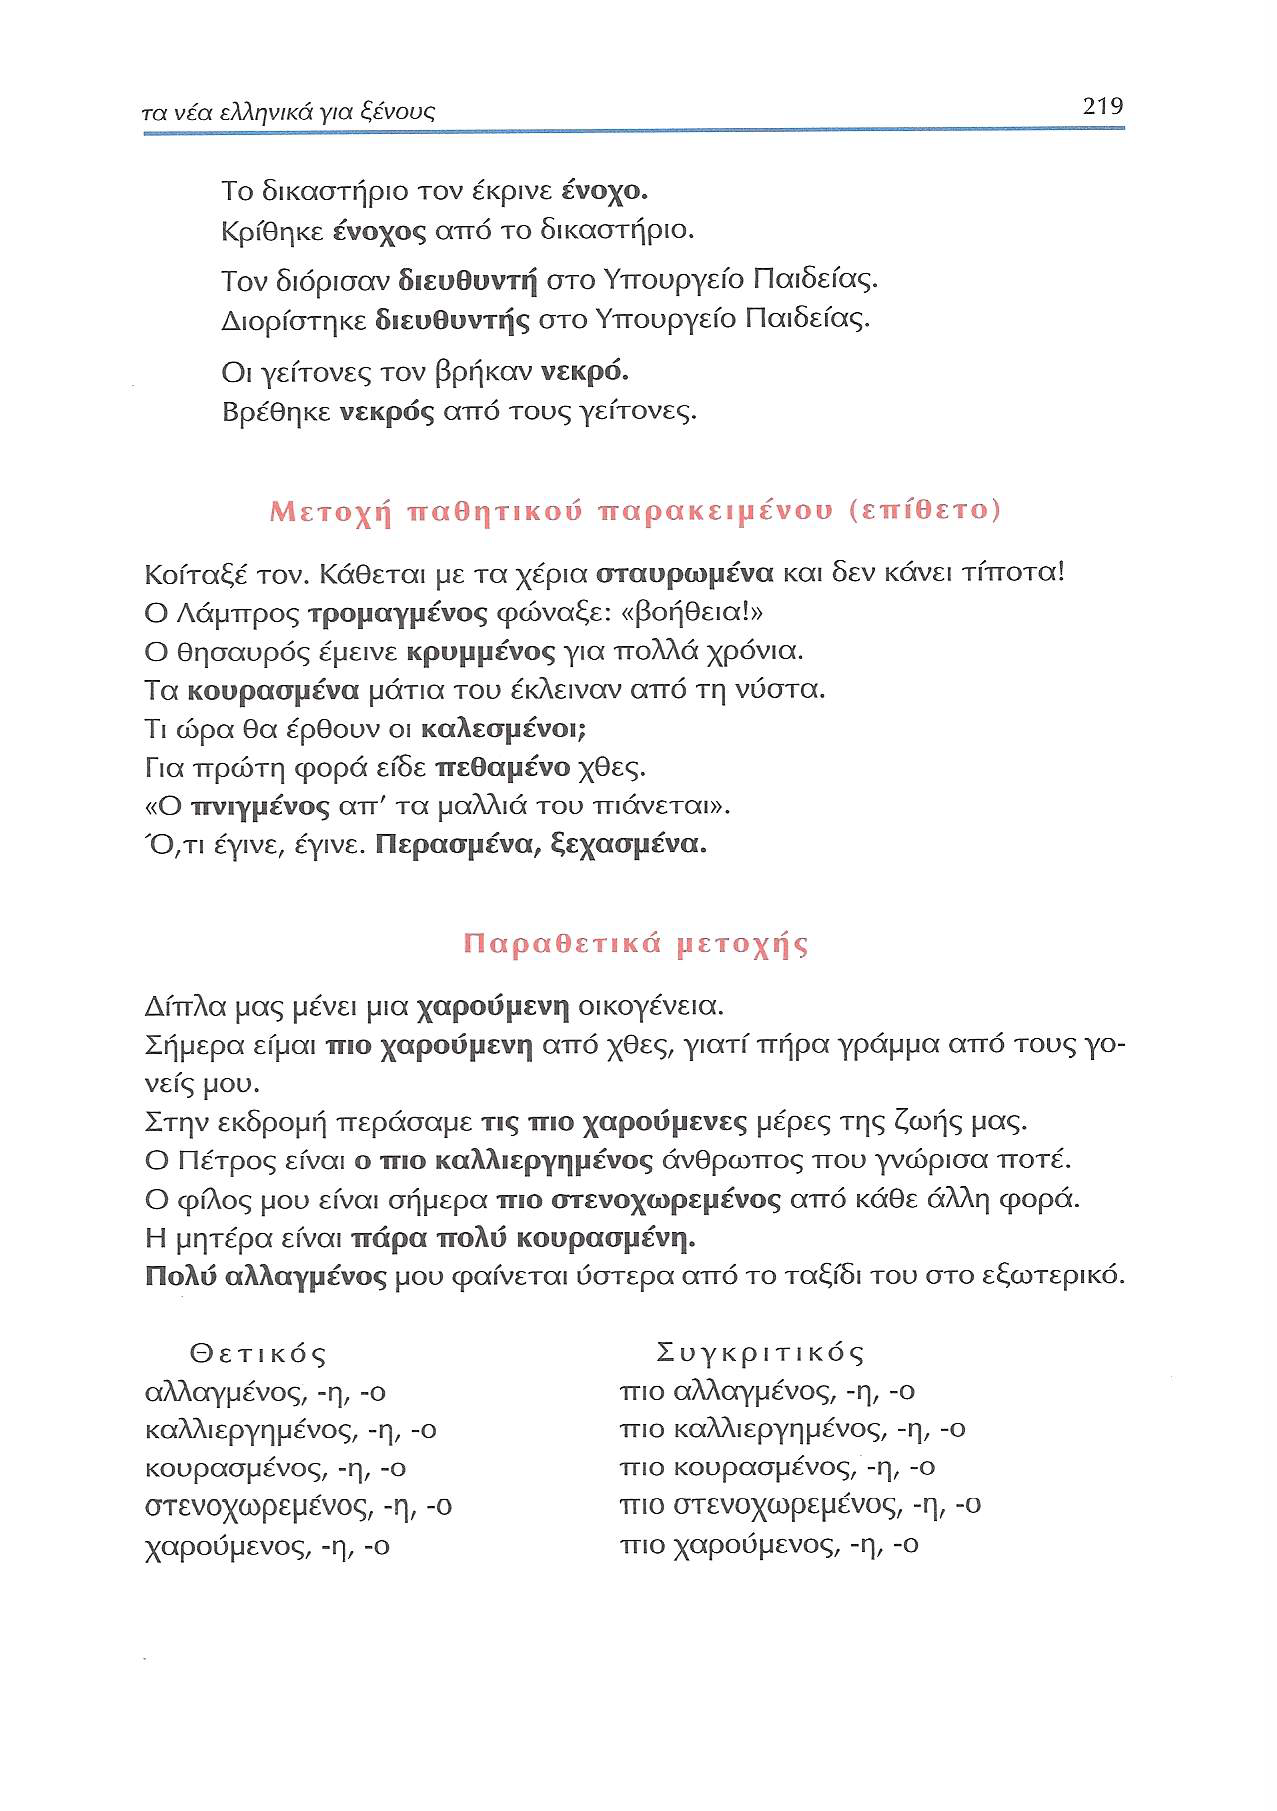 τα νέα ελληνικά για ξένους 219
Το δικαστήριο τον έκρινε ένοχο.
Κρίθηκε ένοχος από το δικαστήριο.
Τον διόρισαν διευθυντή στο Υπουργείο Παιδείας.
Διορίστηκε διευθυντής στο Υπουργείο Παιδείας.
Οι γείτονες τον βρήκαν νεκρό.
Βρέθηκε νεκρός από τους γείτονες.
Μετοχή παθητικού παρακειμένου (επίθετο)
Κοίταξέ τον. Κάθεται με τα χέρια σταυρωμένα και δεν κάνει τίποτα!
Ο Λάμπρος τρομαγμένος φώναξε: «βοήθεια!»
Ο θησαυρός έμεινε κρυμμένος για πολλά χρόνια.
Τα κουρασμένα μάτια του έκλειναν από τη νύστα.
Τι ώρα θα έρθουν οι καλεσμένοι;
Για πρώτη φορά είδε πεθαμένο χθες.
«Ο πνιγμένος απ' τα μαλλιά του πιάνεται».
Ό,τι έγινε, έγινε. Περασμένα, ξεχασμένα.
Παραθετικά μετοχής
Δίπλα μας μένει μια χαρούμενη οικογένεια.
Σήμερα είμαι πιο χαρούμενη από χθες, γιατί πήρα γράμμα από τους γο-
νείς μου.
Στην εκδρομή περάσαμε τις πιο χαρούμενες μέρες της ζωής μας.
Ο Πέτρος είναι ο πιο καλλιεργημένος άνθρωπος που γνώρισα ποτέ.
Ο φίλος μου είναι σήμερα πιο στενοχωρεμένος από κάθε άλλη φορά.
Η μητέρα είναι πάρα πολύ κουρασμένη.
Πολύ αλλαγμένος μου φαίνεται ύστερα από το ταξίδι του στο εξωτερικό.
Θετικός Συγκριτικός
αλλαγμένος, -η, -ο πιο αλλαγμένος, -η, -ο
καλλιεργημένος, -η, -ο πιο καλλιεργημένος, -η, -ο
κουρασμένος, -η, -ο πιο κουρασμένος, -η, -ο
στενοχωρεμένος, -η, -ο πιο στενοχωρεμένος, -η, -ο
χαρούμενος, -η, -ο πιο χαρούμενος, -η, -ο